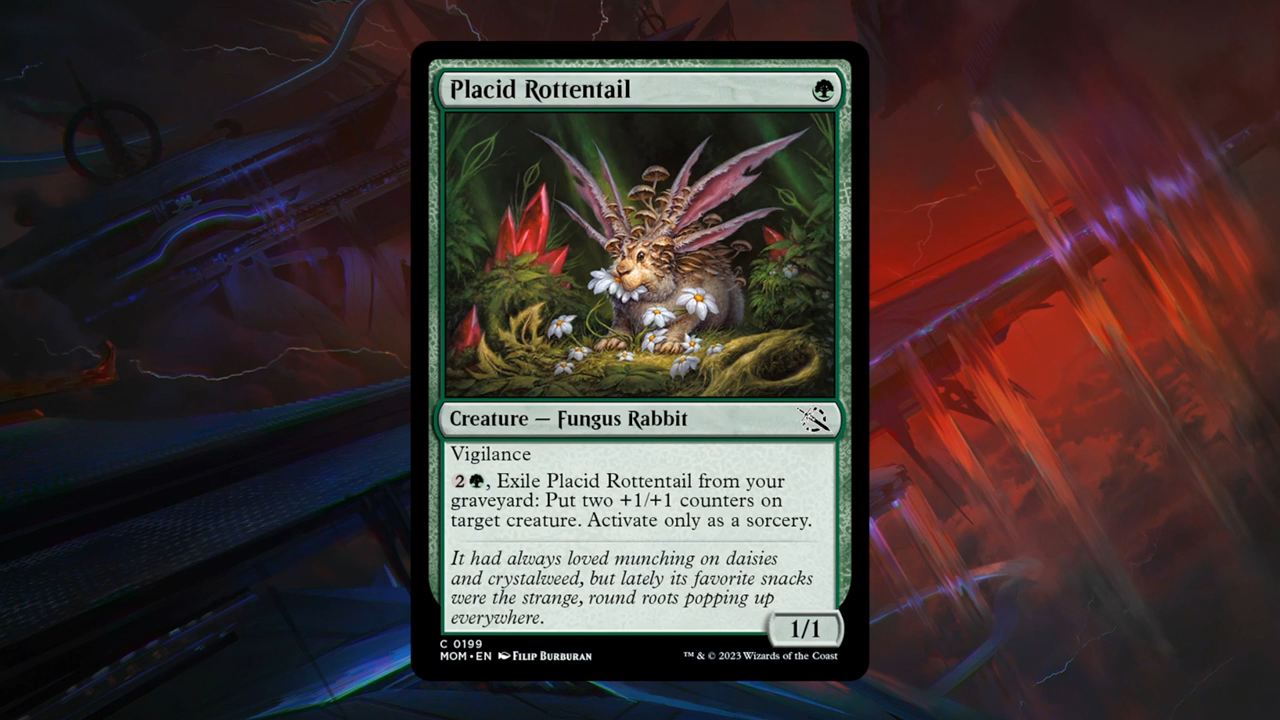 Placid Rottentail
Creature — Fungus Rabbit
Vigilance
2, Exile Placid Rottentail from your
graveyard: Put two +1/+1 counters on
target creature. Activate only as a sorcery.
It had always loved munching on daisies
and crystalweed, but lately its favorite snacks
were the strange, round roots popping up
everywhere.
1/1
C 0199
MOM • EN Filip Burburan
™ & © 2023 Wizards of the Coast